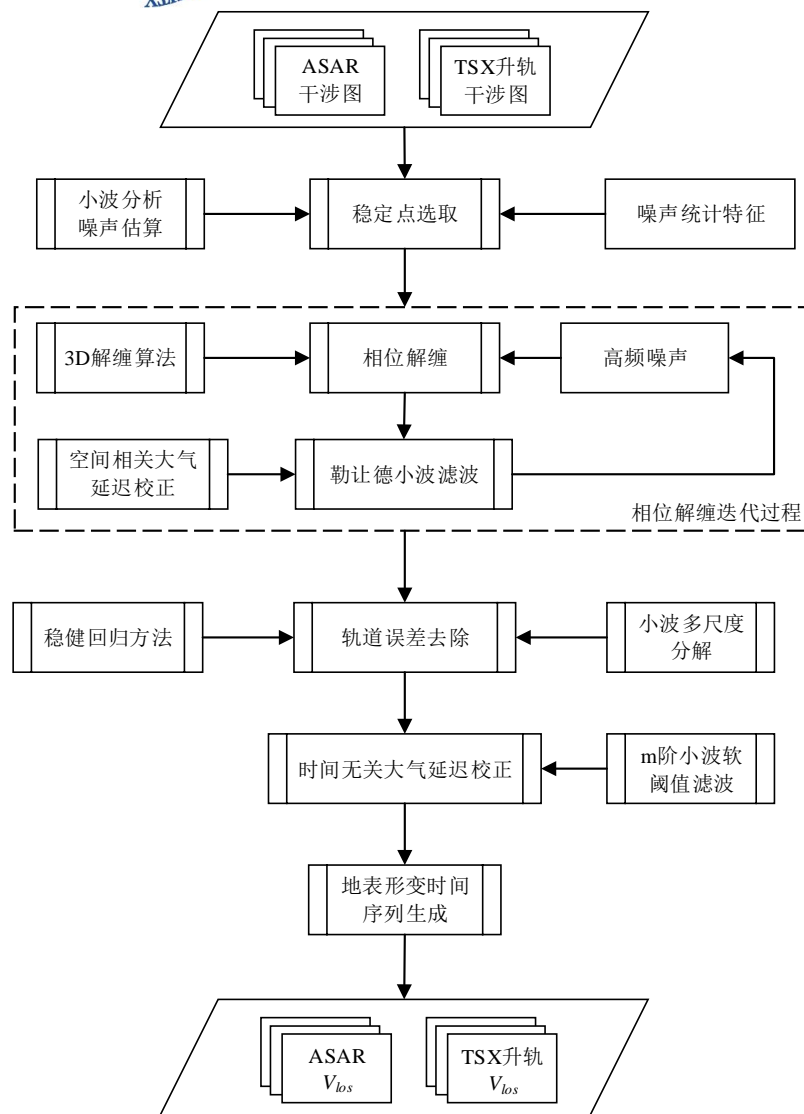 ASAR
干涉图
TSX升轨
干涉图
小波分析
噪声估算
稳定点选取
噪声统计特征
3D解缠算法
相位解缠
高频噪声
空间相关大气
延迟校正
勒让德小波滤波
相位解缠迭代过程
稳健回归方法
轨道误差去除
小波多尺度
分解
时间无关大气延迟校正
m阶小波软
阈值滤波
地表形变时间
序列生成
ASAR
Vlos
TSX升轨
Vlos